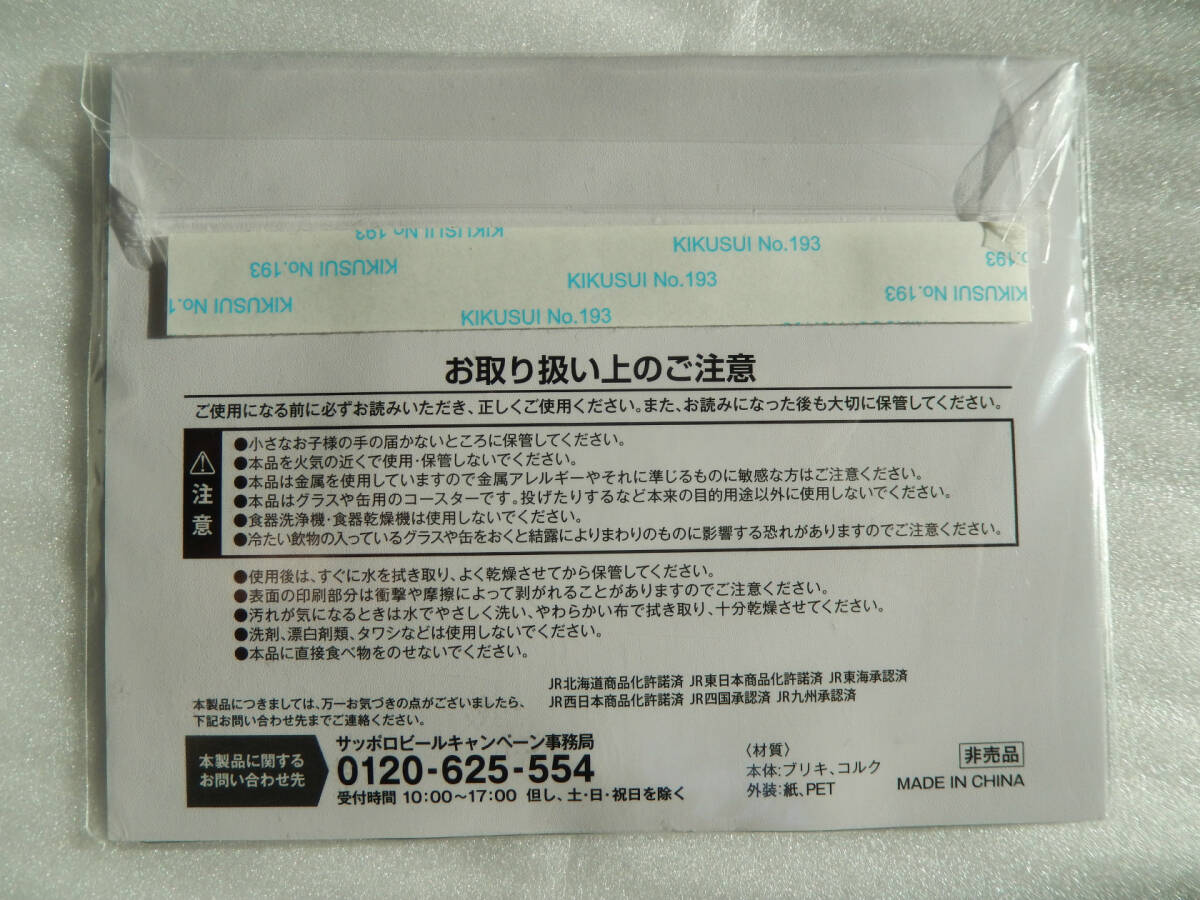 KIKUSUI No.193
KIKUSUI No.193
KIKUSUI No.193
o.193
KIKUSUI No.193
KIKUSUI No.193
KIKUSUI No.1
KIKUSUI No.193
お取り扱い上のご注意
ご使用になる前に必ずお読みいただき、正しくご使用ください。また、お読みになった後も大切に保管してください。
注意
●小さなお子様の手の届かないところに保管してください。
●本品を火気の近くで使用・保管しないでください。
●本品は金属を使用していますので金属アレルギーやそれに準じるものに敏感な方はご注意ください。
●本品はグラスや缶用のコースターです。投げたりするなど本来の目的用途以外に使用しないでください。
●食器洗浄機・食器乾燥機は使用しないでください。
●冷たい飲物の入っているグラスや缶をおくと結露によりまわりのものに影響する恐れがありますのでご注意ください。
●使用後は、すぐに水を拭き取り、よく乾燥させてから保管してください。
●表面の印刷部分は衝撃や摩擦によって剥がれることがありますのでご注意ください。
●汚れが気になるときは水でやさしく洗い、やわらかい布で拭き取り、十分乾燥させてください。
●洗剤、漂白剤類、タワシなどは使用しないでください。
●本品に直接食べ物をのせないでください。
JR北海道商品化許諾済 JR東日本商品化許諾済 JR東海承認済
JR西日本商品化許諾済 JR四国承認済 JR九州承認済
本製品につきましては、万一お気づきの点がございましたら、
下記お問い合わせ先までご連絡ください。
本製品に関する
お問い合わせ先
サッポロビールキャンペーン事務局
0120-625-554
受付時間 10:00～17:00 但し、土・日・祝日を除く
〈材質〉
本体:ブリキ、コルク
外装:紙、PET
非売品
MADE IN CHINA